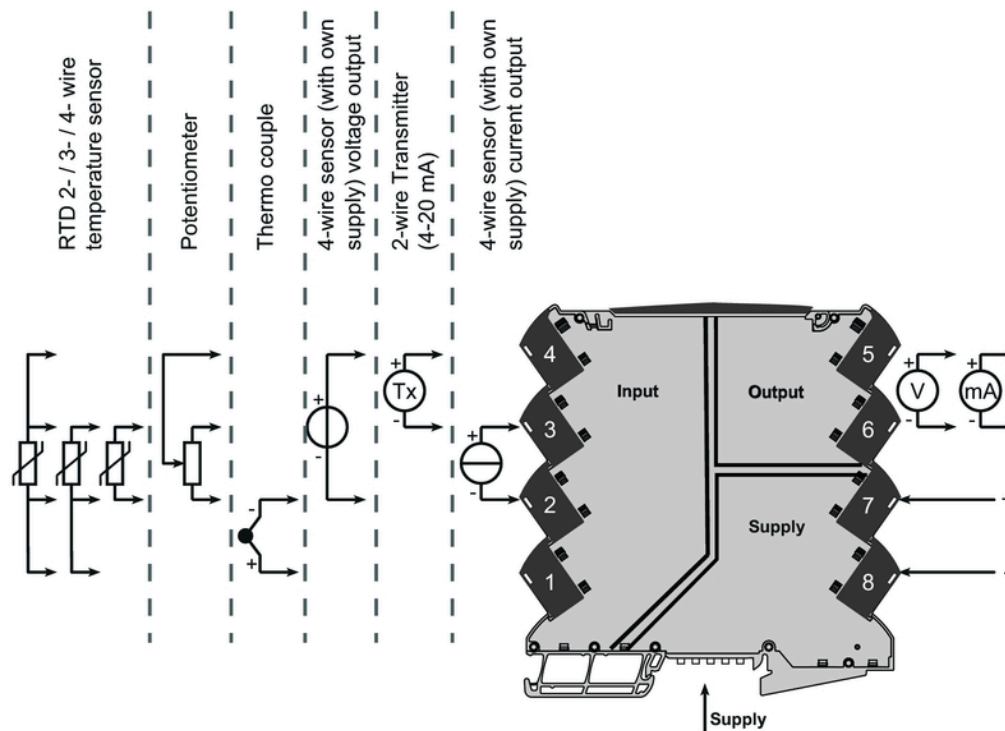 RTD 2- / 3- / 4- wire
temperature sensor
Potentiometer
Thermo couple
4-wire sensor (with own
supply) voltage output
2-wire Transmitter
(4-20 mA)
4-wire sensor (with own
supply) current output
4
3
2
1
Input
Output
Supply
5
6
7
8
+
-
+
Tx
-
+
-
-
+
+
V
-
+
mA
-
Supply